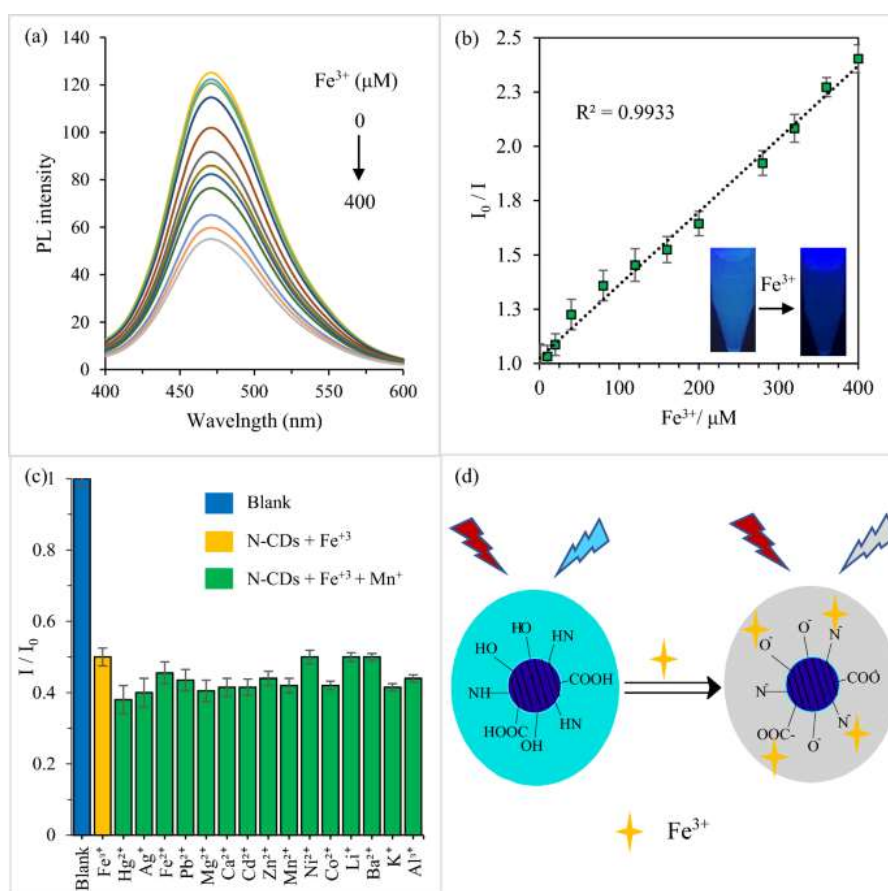 (a)
140
120
100
80
60
40
20
0
PL intensity
Fe³⁺ (μM)
0
400
400 450 500 550 600
Wavelngth (nm)
(b)
2.5
2.3
2.0
1.8
1.5
1.3
1.0
I₀ / I
R² = 0.9933
Fe³⁺
0 100 200 300 400
Fe³⁺/ μM
(c)
1
0.8
0.6
0.4
0.2
0
I / I₀
Blank
N-CDs + Fe⁺³
N-CDs + Fe⁺³ + Mn⁺
Blank
Fe³⁺
Hg²⁺
Ag⁺
Fe²⁺
Pb²⁺
Mg²⁺
Ca²⁺
Cd²⁺
Zn²⁺
Mn²⁺
Ni²⁺
Co²⁺
Li⁺
Ba²⁺
K⁺
Al³⁺
(d)
HO
HN
HO
COOH
NH
HN
HOOC
OH
O⁻
N⁻
O⁻
COO⁻
N⁻
N⁻
OOC-
O⁻
Fe³⁺